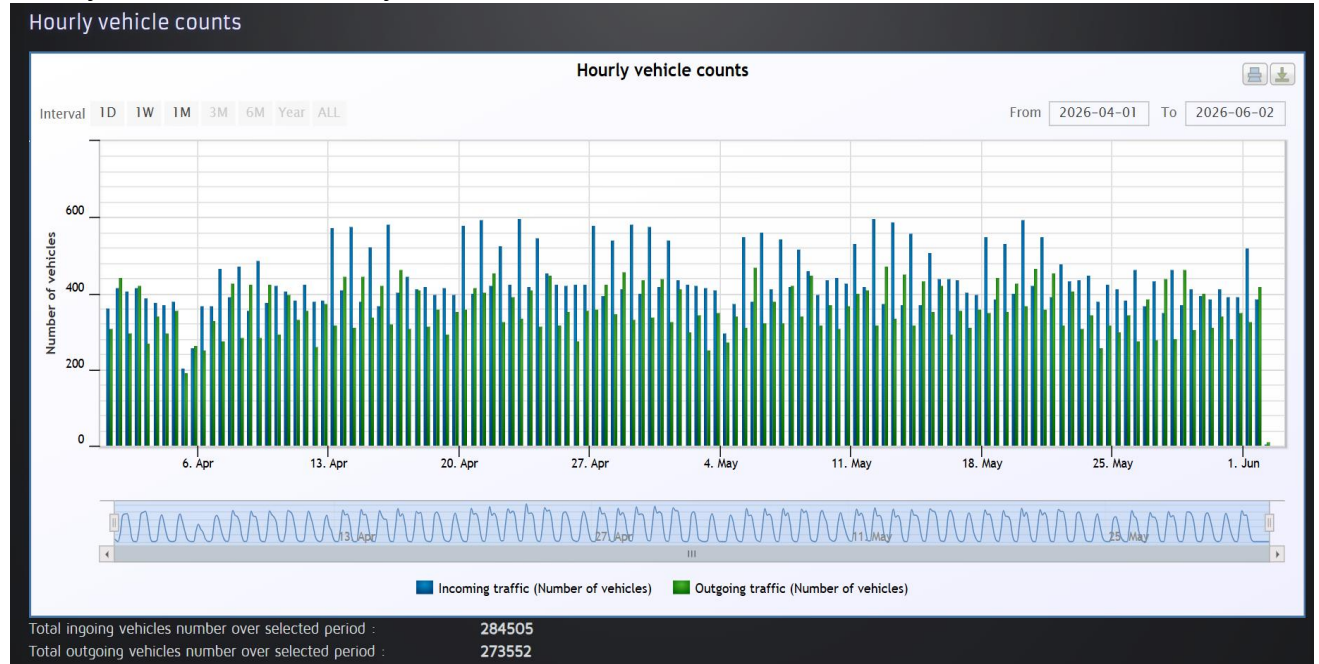 Hourly vehicle counts
Hourly vehicle counts
Interval 1D 1W 1M 3M 6M Year ALL From 2026-04-01 To 2026-06-02
Number of vehicles
600
400
200
0
6. Apr 13. Apr 20. Apr 27. Apr 4. May 11. May 18. May 25. May 1. Jun
13. Apr 27. Apr 11. May 25. May
Incoming traffic (Number of vehicles) Outgoing traffic (Number of vehicles)
Total ingoing vehicles number over selected period : 284505
Total outgoing vehicles number over selected period : 273552